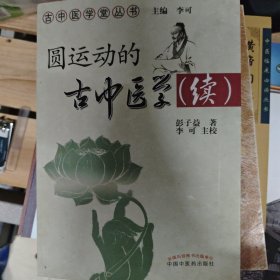 古中医学堂丛书 主编 李可
圆运动的
古中医学(续)
彭子益 著
李可 主校
中国中医药出版社